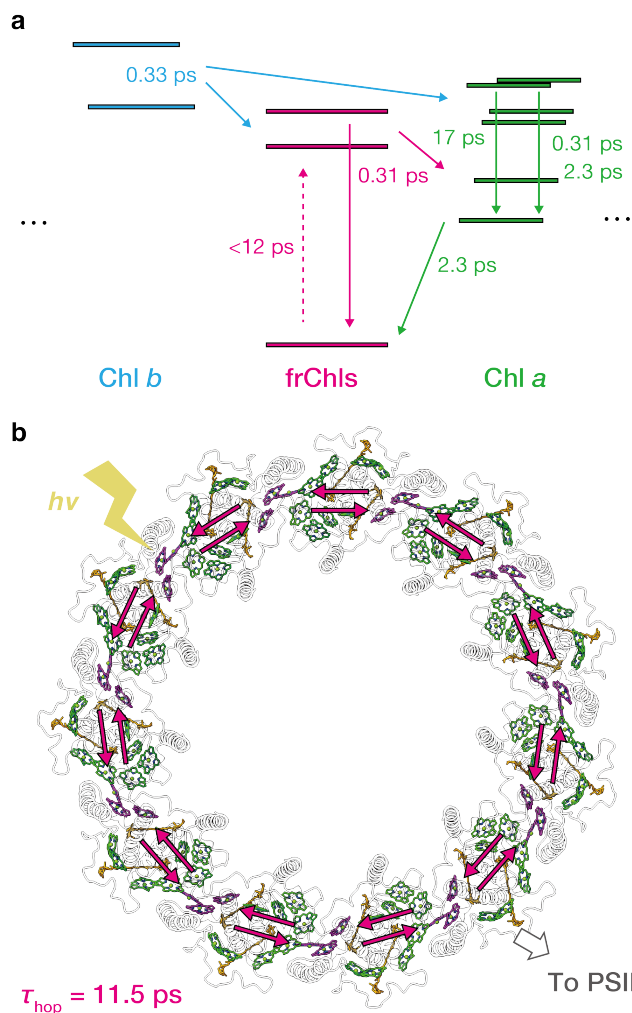 a
0.33 ps
17 ps
0.31 ps
2.3 ps
0.31 ps
...
...
<12 ps
2.3 ps
Chl b
frChls
Chl a
b
hν
To PSII
τhop = 11.5 ps